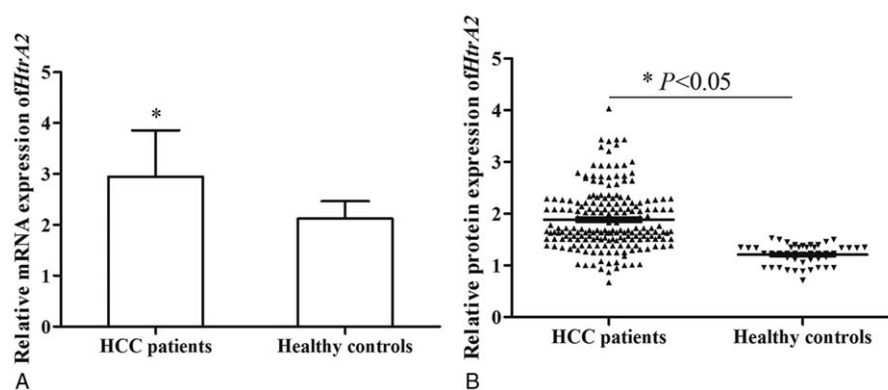 Relative mRNA expression ofHtrA2
5
4
3
2
1
0
*
HCC patients
Healthy controls
A
Relative protein expression ofHtrA2
5
4
3
2
1
0
* P<0.05
HCC patients
Healthy controls
B